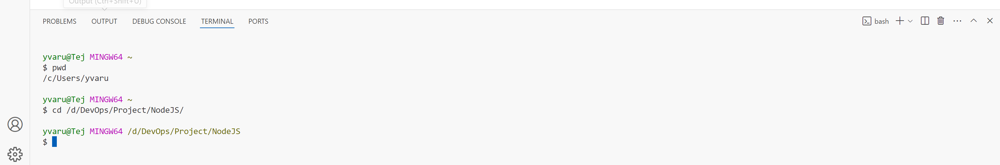 Output (Ctrl+Shift+U)
PROBLEMS OUTPUT DEBUG CONSOLE TERMINAL PORTS bash
yvaru@Tej MINGW64 ~
$ pwd
/c/Users/yvaru
yvaru@Tej MINGW64 ~
$ cd /d/DevOps/Project/NodeJS/
yvaru@Tej MINGW64 /d/DevOps/Project/NodeJS
$